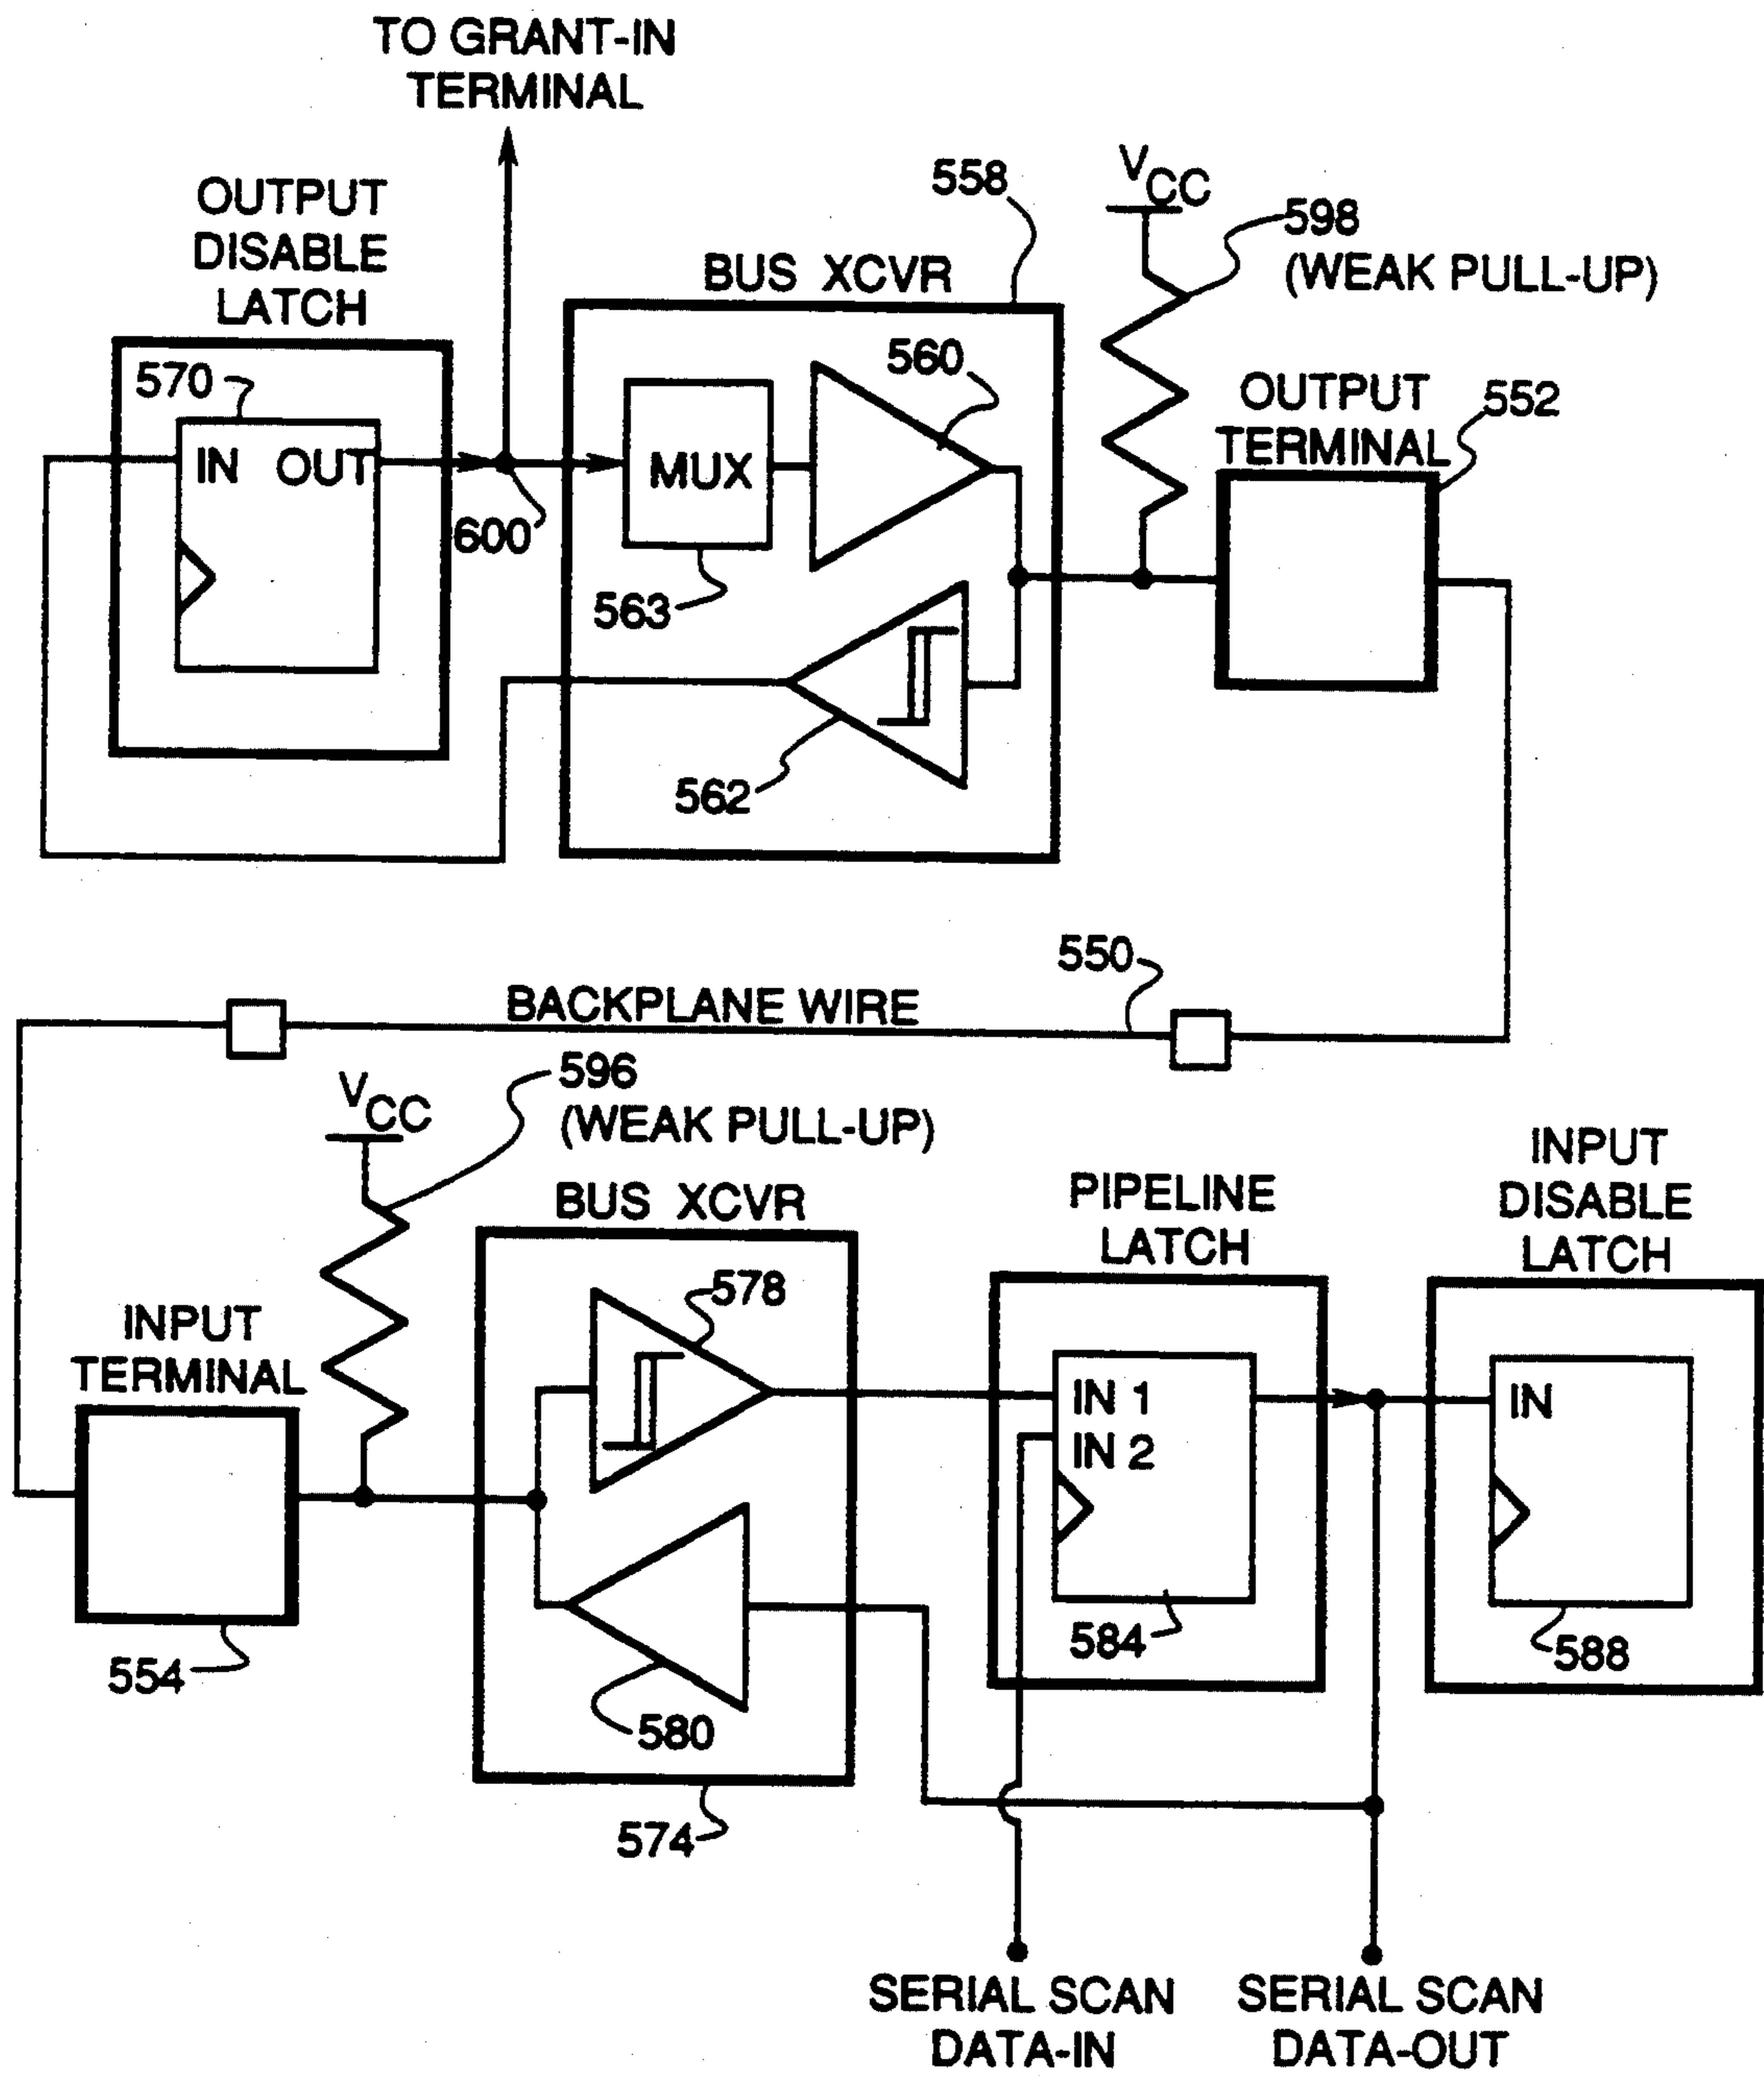 TO GRANT-IN
TERMINAL
OUTPUT
DISABLE
LATCH
570
IN OUT
600
BUS XCVR
558
MUX
563
560
562
VCC
598
(WEAK PULL-UP)
OUTPUT
TERMINAL
552
550
BACKPLANE WIRE
VCC
596
(WEAK PULL-UP)
INPUT
TERMINAL
554
BUS XCVR
578
580
574
PIPELINE
LATCH
IN 1
IN 2
584
INPUT
DISABLE
LATCH
IN
588
SERIAL SCAN
DATA-IN
SERIAL SCAN
DATA-OUT